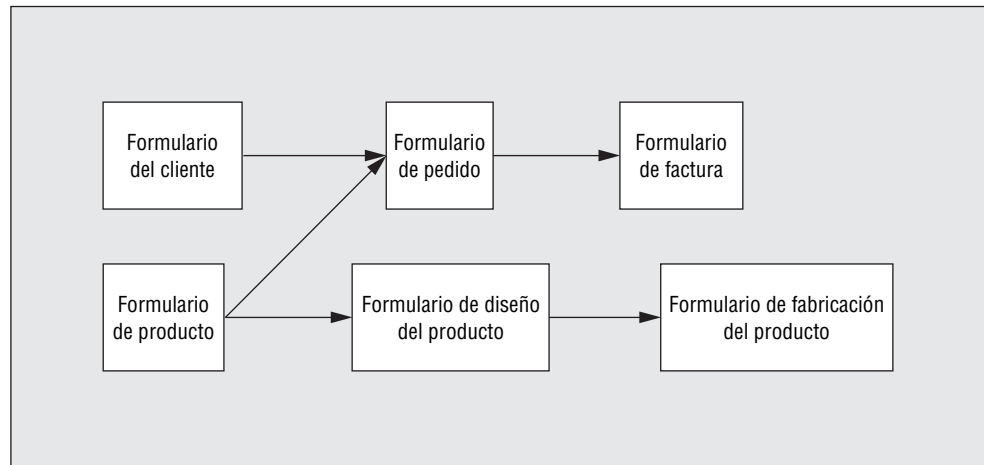 Formulario
del cliente
Formulario
de pedido
Formulario
de factura
Formulario
de producto
Formulario de diseño
del producto
Formulario de fabricación
del producto